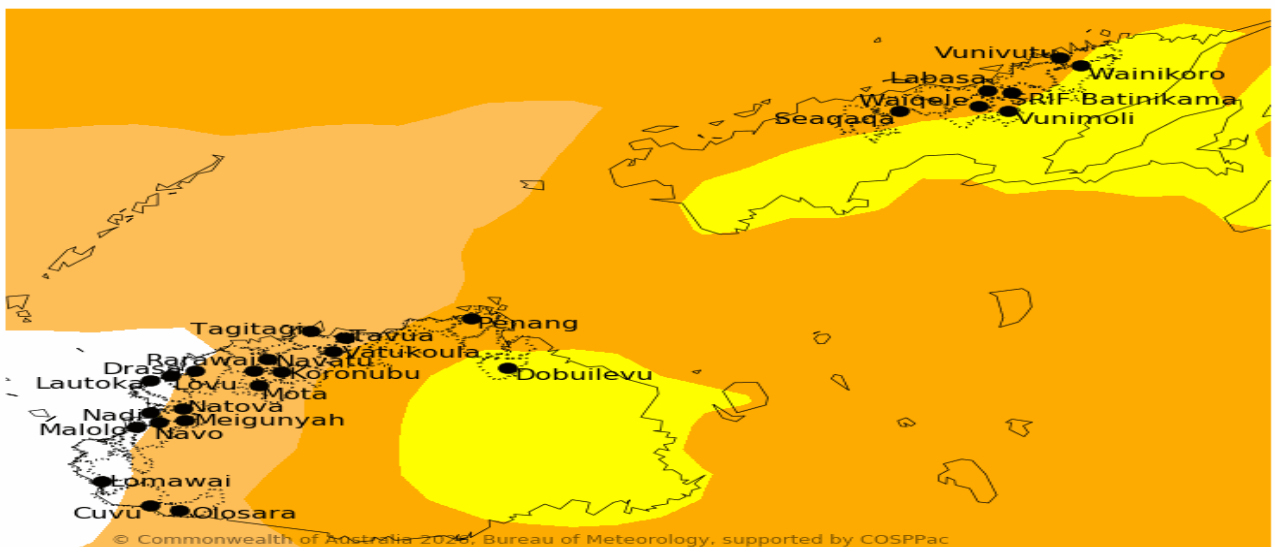 Vunivutu
Wainikoro
Labasa
SRIF Batinikama
Waiqele
Seaqaqa
Vunimoli
Penang
Tagitagi
Tavua
Vatukoula
Rarawai
Navatu
Drasa
Koronubu
Dobuilevu
Lautoka
Lovu
Mota
Natova
Nadi
Meigunyah
Malolo
Navo
Lomawai
Cuvu
Olosara
© Commonwealth of Australia 2026, Bureau of Meteorology, supported by COSPPac